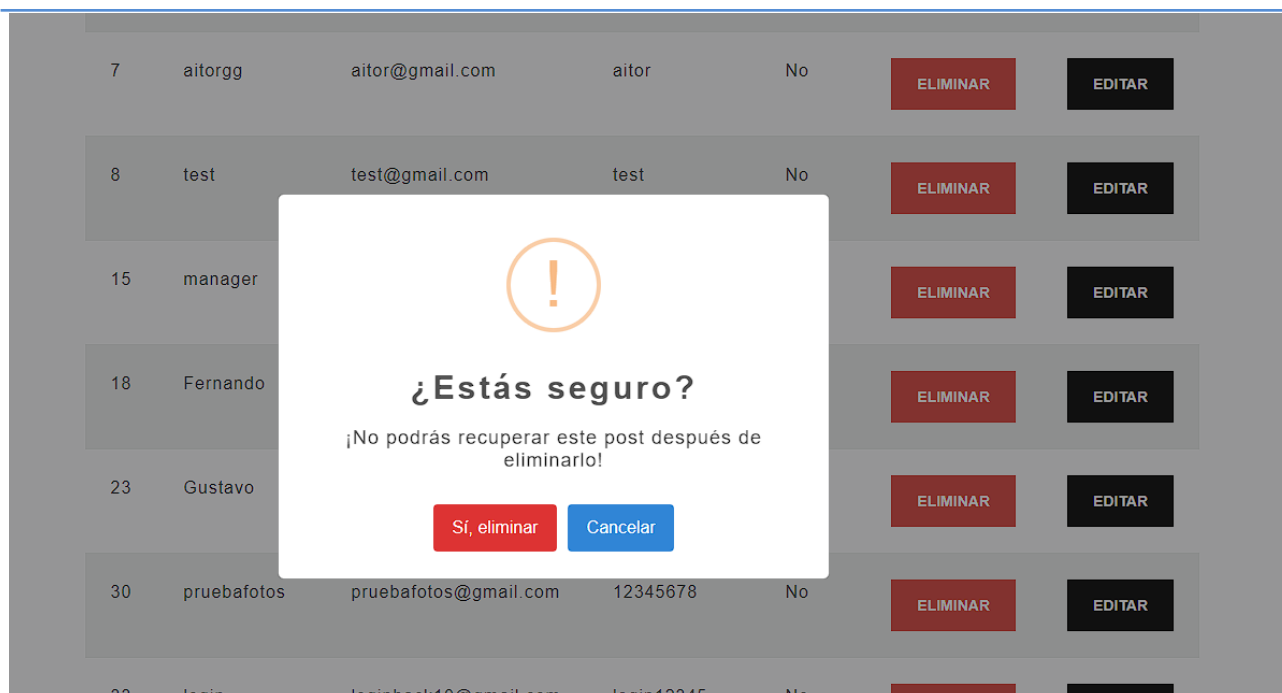 7 aitorgg aitor@gmail.com aitor No ELIMINAR EDITAR
8 test test@gmail.com test No ELIMINAR EDITAR
15 manager ELIMINAR EDITAR
18 Fernando ELIMINAR EDITAR
23 Gustavo ELIMINAR EDITAR
¿Estás seguro?
¡No podrás recuperar este post después de
eliminarlo!
Sí, eliminar Cancelar
30 pruebafotos pruebafotos@gmail.com 12345678 No ELIMINAR EDITAR